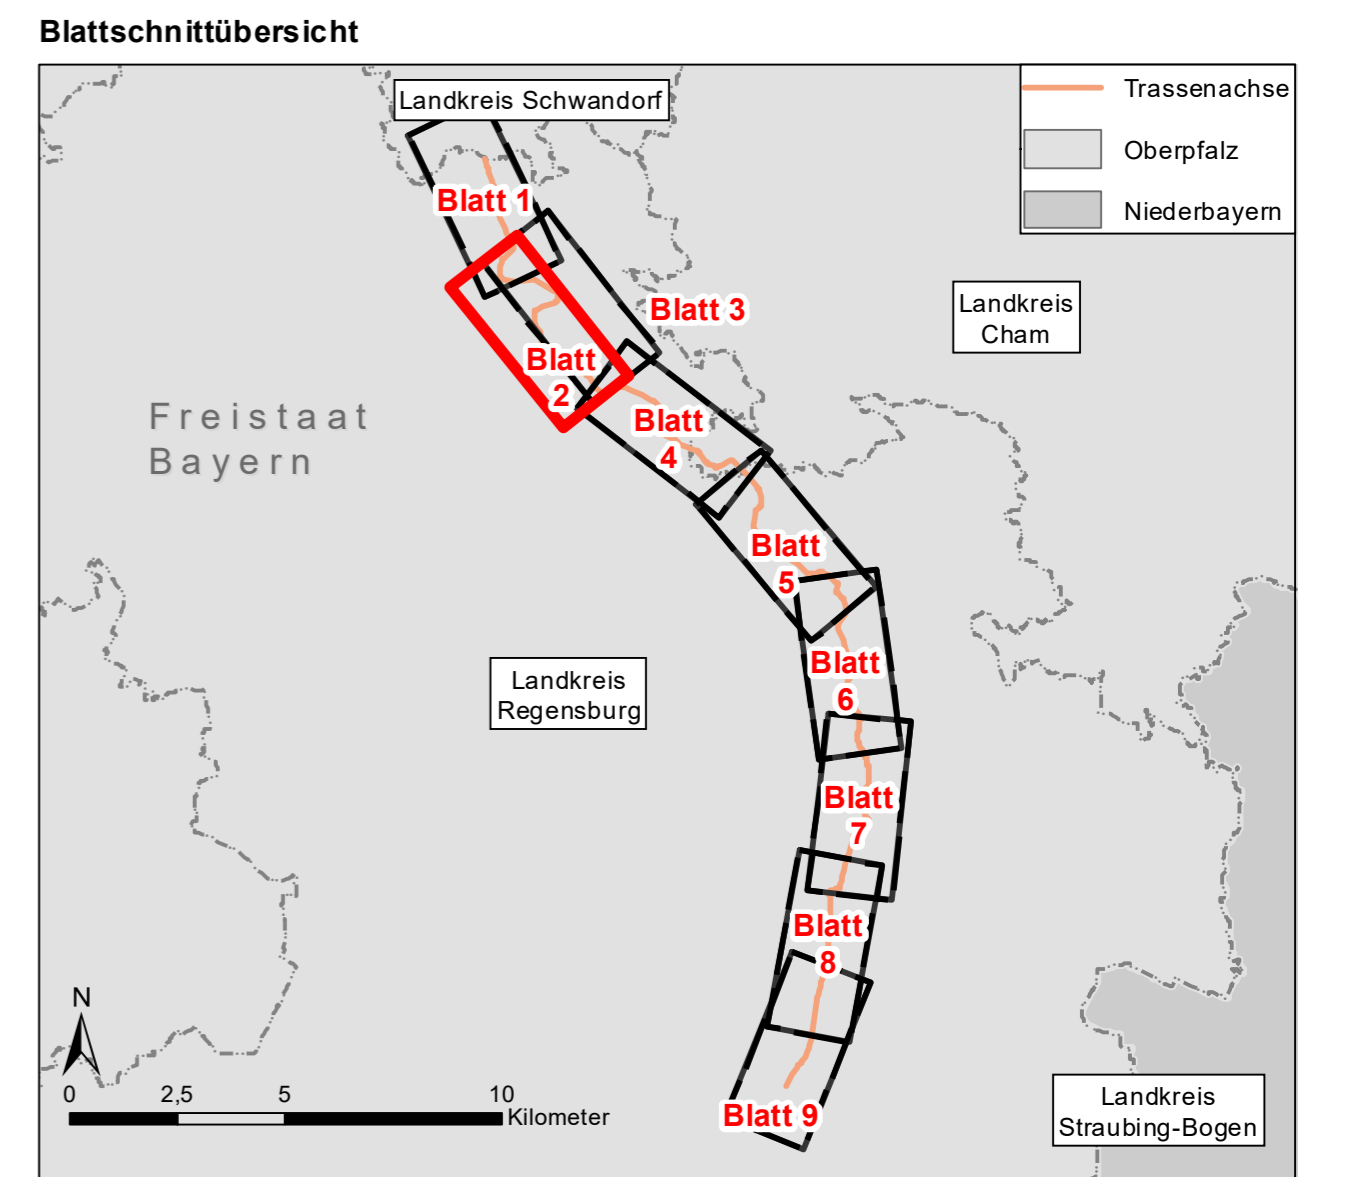 Blattschnittübersicht
Landkreis Schwandorf
Trassenachse
Oberpfalz
Niederbayern
Blatt 1
Blatt 3
Landkreis
Cham
Blatt
2
Freistaat
Bayern
Blatt
4
Blatt
5
Landkreis
Regensburg
Blatt
6
Blatt
7
Blatt
8
N
0 2,5 5 10
Kilometer
Blatt 9
Landkreis
Straubing-Bogen